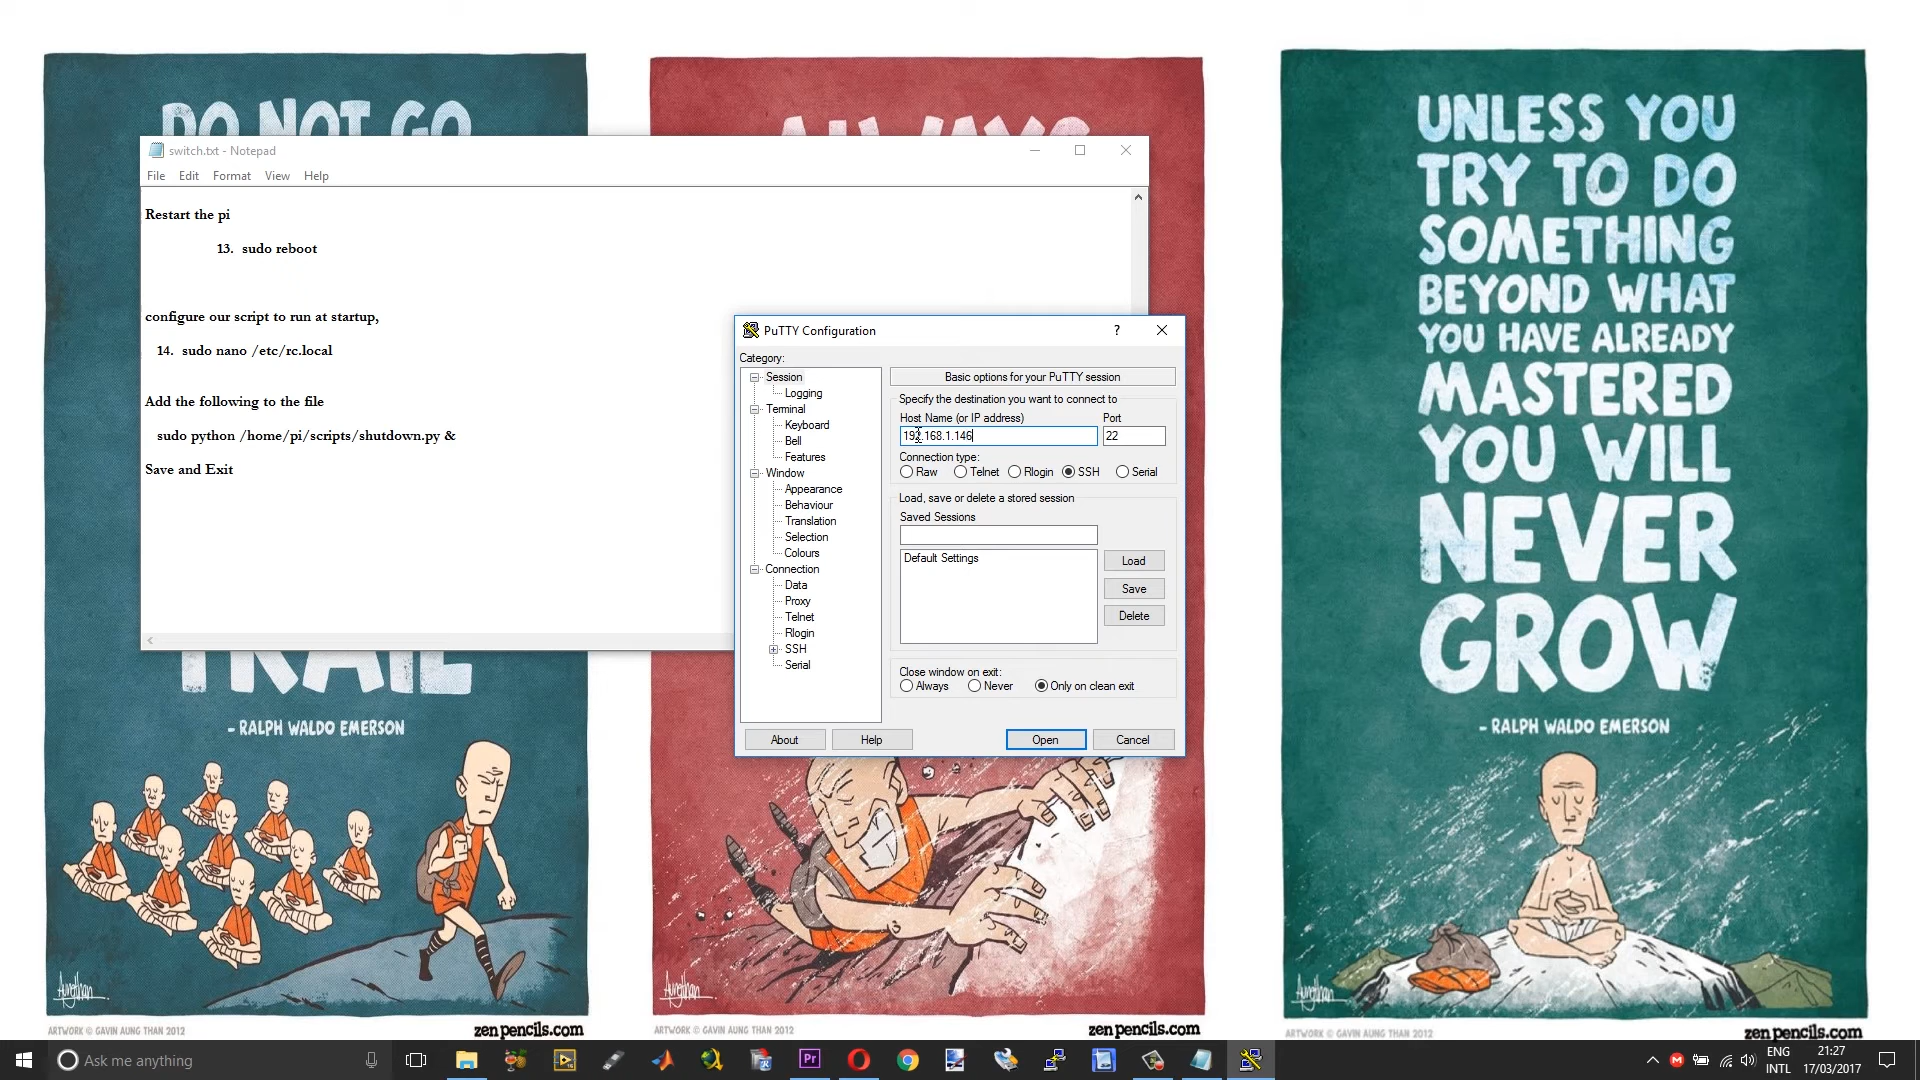 DO NOT GO
TRAIL
- RALPH WALDO EMERSON
ARTWORK © GAVIN AUNG THAN 2012
zenpencils.com
ALWAYS
ARTWORK © GAVIN AUNG THAN 2012
zenpencils.com
UNLESS YOU
TRY TO DO
SOMETHING
BEYOND WHAT
YOU HAVE ALREADY
MASTERED
YOU WILL
NEVER
GROW
- RALPH WALDO EMERSON
ARTWORK © GAVIN AUNG THAN 2012
zenpencils.com
switch.txt - Notepad
File Edit Format View Help
Restart the pi
13. sudo reboot
configure our script to run at startup,
14. sudo nano /etc/rc.local
Add the following to the file
sudo python /home/pi/scripts/shutdown.py &
Save and Exit
PuTTY Configuration
?
Category:
Session
Logging
Terminal
Keyboard
Bell
Features
Window
Appearance
Behaviour
Translation
Selection
Colours
Connection
Data
Proxy
Telnet
Rlogin
SSH
Serial
Basic options for your PuTTY session
Specify the destination you want to connect to
Host Name (or IP address) Port
192.168.1.146 22
Connection type:
Raw Telnet Rlogin SSH Serial
Load, save or delete a stored session
Saved Sessions
Default Settings
Load
Save
Delete
Close window on exit:
Always Never Only on clean exit
About Help Open Cancel
Ask me anything
Pr
ENG
INTL
21:27
17/03/2017